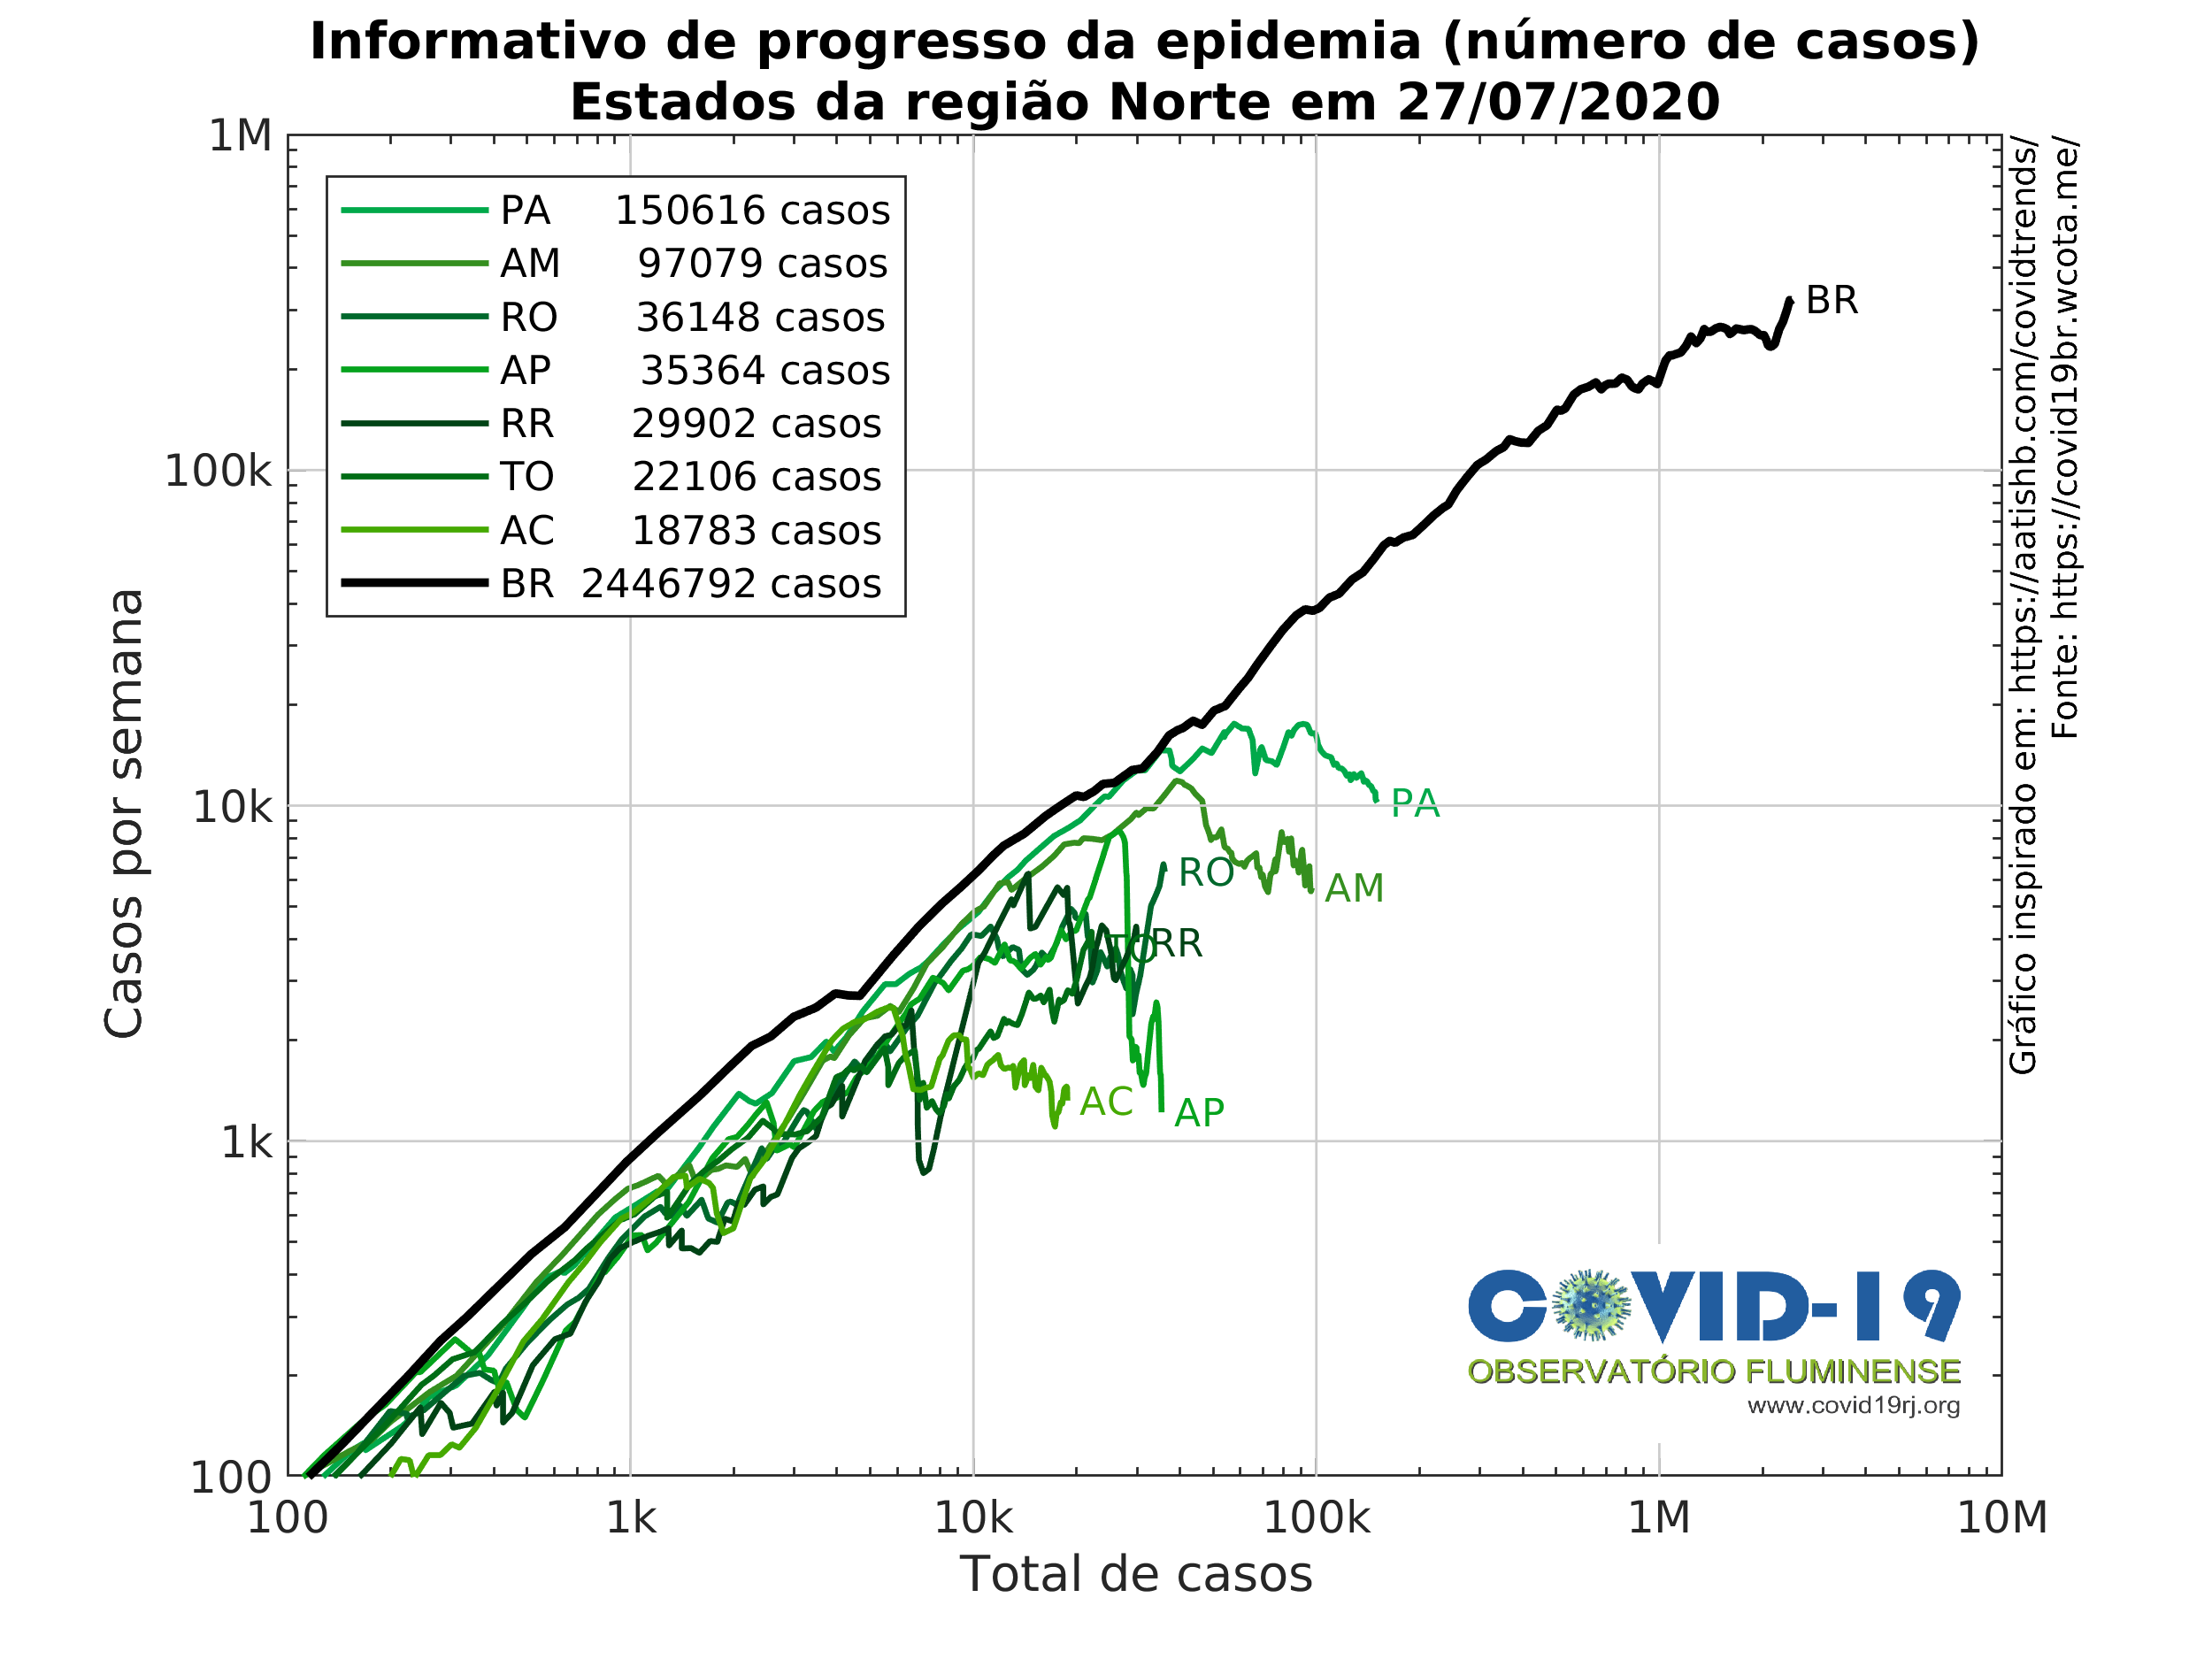 Informativo de progresso da epidemia (número de casos)
Estados da região Norte em 27/07/2020
1M
100k
10k
1k
100
Casos por semana
PA 150616 casos
AM 97079 casos
RO 36148 casos
AP 35364 casos
RR 29902 casos
TO 22106 casos
AC 18783 casos
BR 2446792 casos
BR
PA
RO
AM
TO
RR
AC
AP
Gráfico inspirado em: https://aatishb.com/covidtrends/
Fonte: https://covid19br.wcota.me/
COVID-19
OBSERVATÓRIO FLUMINENSE
www.covid19rj.org
100
1k
10k
100k
1M
10M
Total de casos